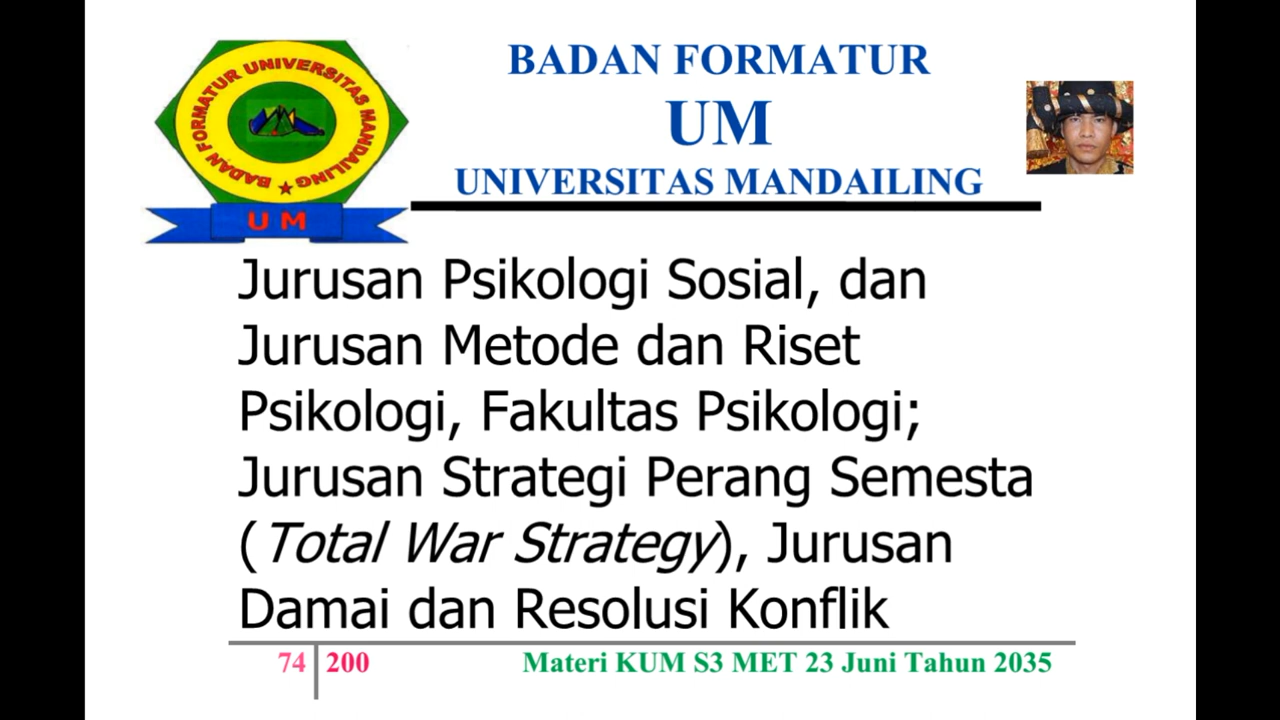 BADAN FORMATUR UNIVERSITAS MANDAILING
UM
BADAN FORMATUR
UM
UNIVERSITAS MANDAILING
Jurusan Psikologi Sosial, dan
Jurusan Metode dan Riset
Psikologi, Fakultas Psikologi;
Jurusan Strategi Perang Semesta
(Total War Strategy), Jurusan
Damai dan Resolusi Konflik
74 200 Materi KUM S3 MET 23 Juni Tahun 2035